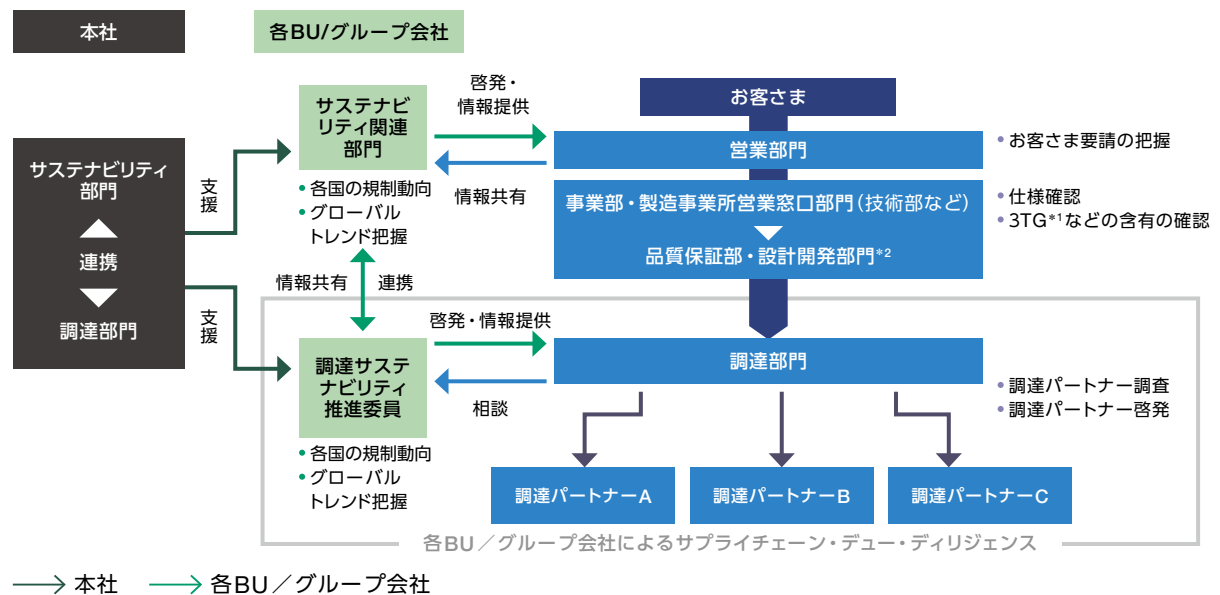 本社
各BU/グループ会社
サステナビリティ
部門
連携
調達部門
支援
支援
サステナビ
リティ関連
部門
• 各国の規制動向
• グローバル
トレンド把握
情報共有
連携
調達サステ
ナビリティ
推進委員
• 各国の規制動向
• グローバル
トレンド把握
啓発・
情報提供
情報共有
啓発・情報提供
相談
お客さま
営業部門
• お客さま要請の把握
事業部・製造事業所営業窓口部門(技術部など)
品質保証部・設計開発部門*2
• 仕様確認
• 3TG*1などの含有の確認
調達部門
• 調達パートナー調査
• 調達パートナー啓発
調達パートナーA
調達パートナーB
調達パートナーC
各BU／グループ会社によるサプライチェーン・デュー・ディリジェンス
本社
各BU／グループ会社